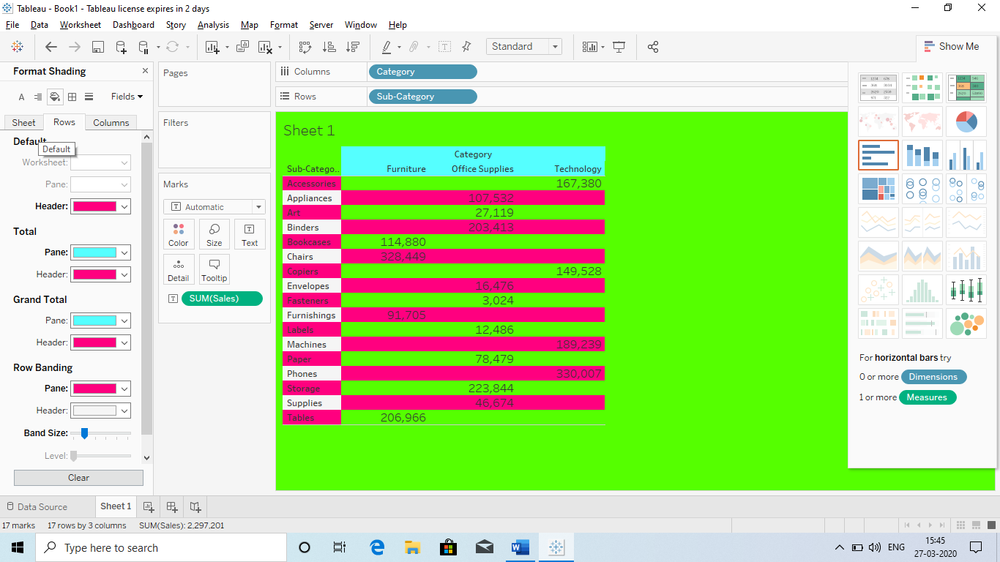 Tableau - Book1 - Tableau license expires in 2 days
File Data Worksheet Dashboard Story Analysis Map Format Server Window Help
Standard
Show Me
Format Shading
Fields
Sheet Rows Columns
Default
Default
Worksheet:
Pane:
Header:
Total
Pane:
Header:
Grand Total
Pane:
Header:
Row Banding
Pane:
Header:
Band Size:
Level:
Clear
Pages
Filters
Marks
Automatic
Color Size Text
Detail Tooltip
SUM(Sales)
Columns Category
Rows Sub-Category
Sheet 1
Category
Sub-Catego.. Furniture Office Supplies Technology
Accessories 167,380
Appliances 107,532
Art 27,119
Binders 203,413
Bookcases 114,880
Chairs 328,449
Copiers 149,528
Envelopes 16,476
Fasteners 3,024
Furnishings 91,705
Labels 12,486
Machines 189,239
Paper 78,479
Phones 330,007
Storage 223,844
Supplies 46,674
Tables 206,966
For horizontal bars try
0 or more Dimensions
1 or more Measures
Data Source Sheet 1
17 marks 17 rows by 3 columns SUM(Sales): 2,297,201
Type here to search
ENG
15:45
27-03-2020